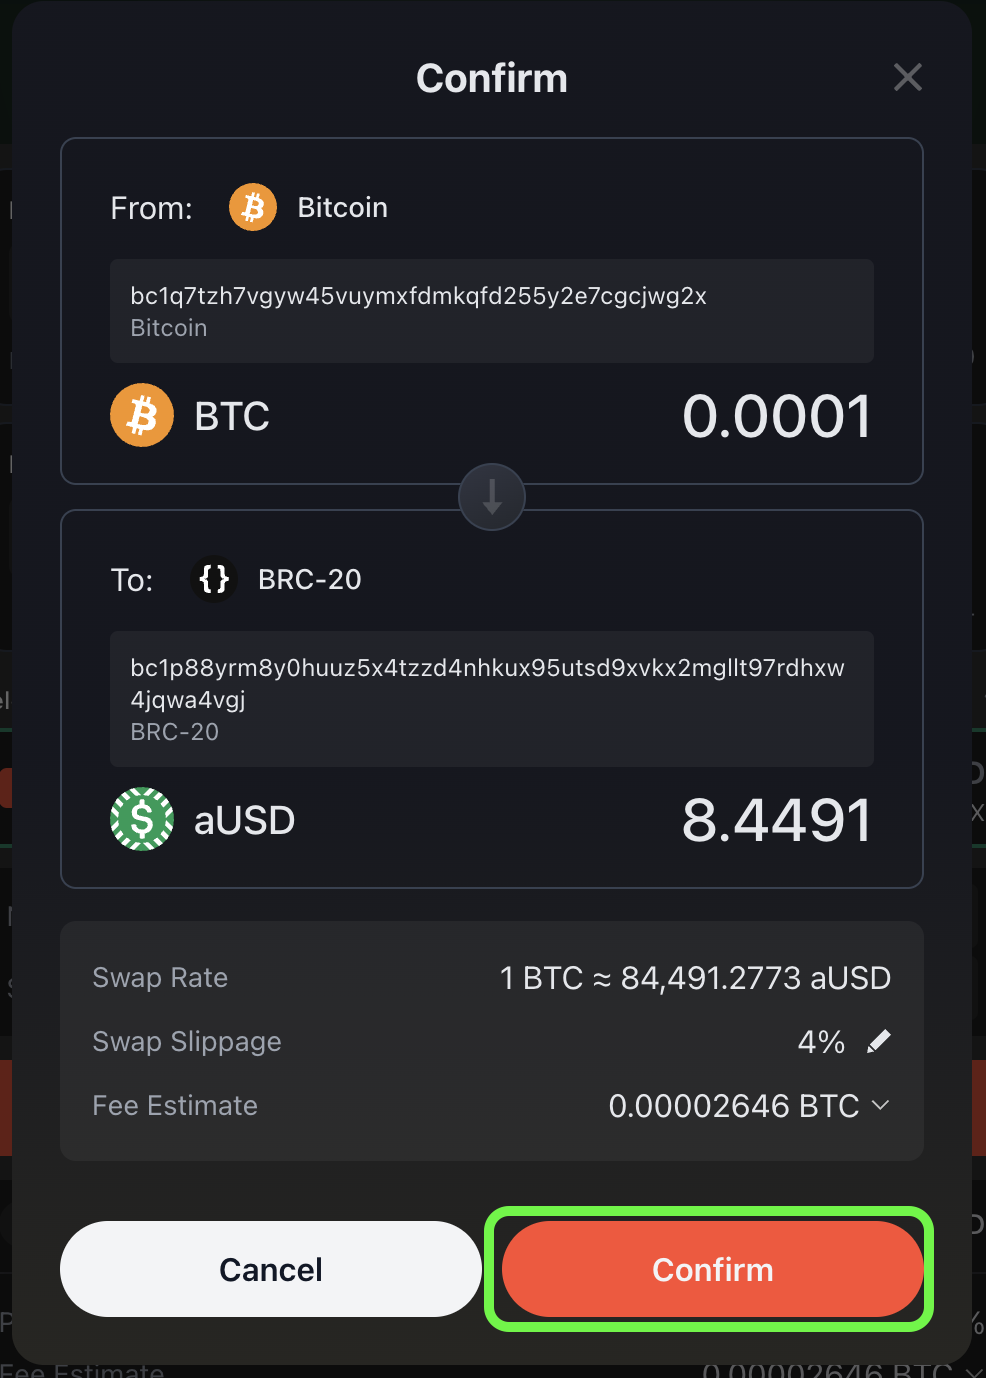 Confirm
From: Bitcoin
bc1q7tzh7vgyw45vuymxfdmkqfd255y2e7cgcjwg2x
Bitcoin
BTC 0.0001
To: {} BRC-20
bc1p88yrm8y0huuz5x4tzzd4nhkux95utsd9xvkx2mgllt97rdhxw
4jqwa4vgj
BRC-20
$ aUSD 8.4491
Swap Rate 1 BTC ≈ 84,491.2773 aUSD
Swap Slippage 4%
Fee Estimate 0.00002646 BTC
Cancel Confirm
Fee Estimate 0.00002646 BTC